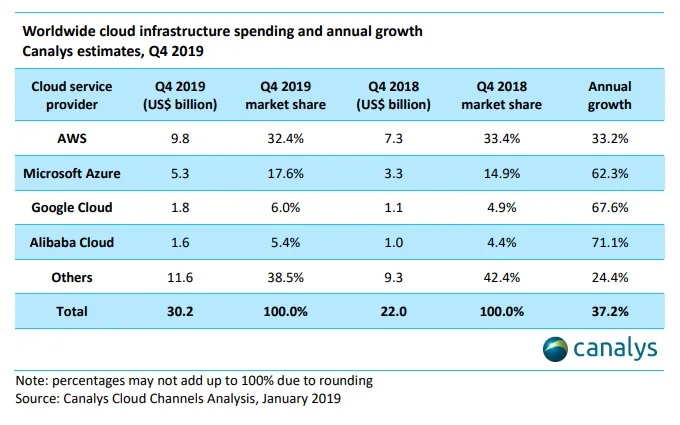 Worldwide cloud infrastructure spending and annual growth
Canalys estimates, Q4 2019
Cloud service provider Q4 2019 (US$ billion) Q4 2019 market share Q4 2018 (US$ billion) Q4 2018 market share Annual growth
AWS 9.8 32.4% 7.3 33.4% 33.2%
Microsoft Azure 5.3 17.6% 3.3 14.9% 62.3%
Google Cloud 1.8 6.0% 1.1 4.9% 67.6%
Alibaba Cloud 1.6 5.4% 1.0 4.4% 71.1%
Others 11.6 38.5% 9.3 42.4% 24.4%
Total 30.2 100.0% 22.0 100.0% 37.2%
canalys
Note: percentages may not add up to 100% due to rounding
Source: Canalys Cloud Channels Analysis, January 2019